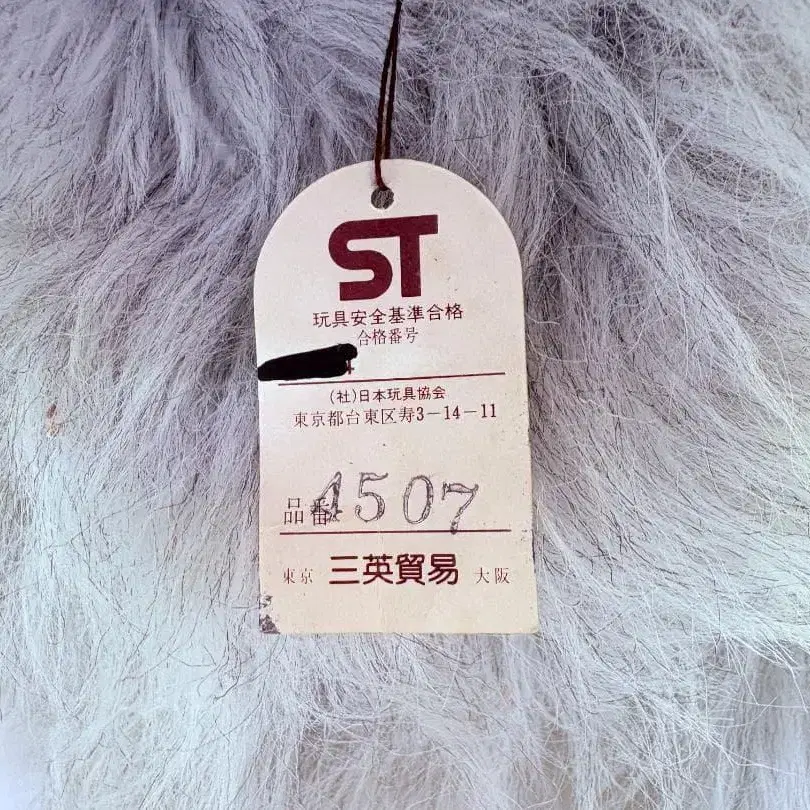 ST
玩具安全基準合格
合格番号
(社)日本玩具協会
東京都台東区寿3-14-11
品番 4507
東京 三英貿易 大阪